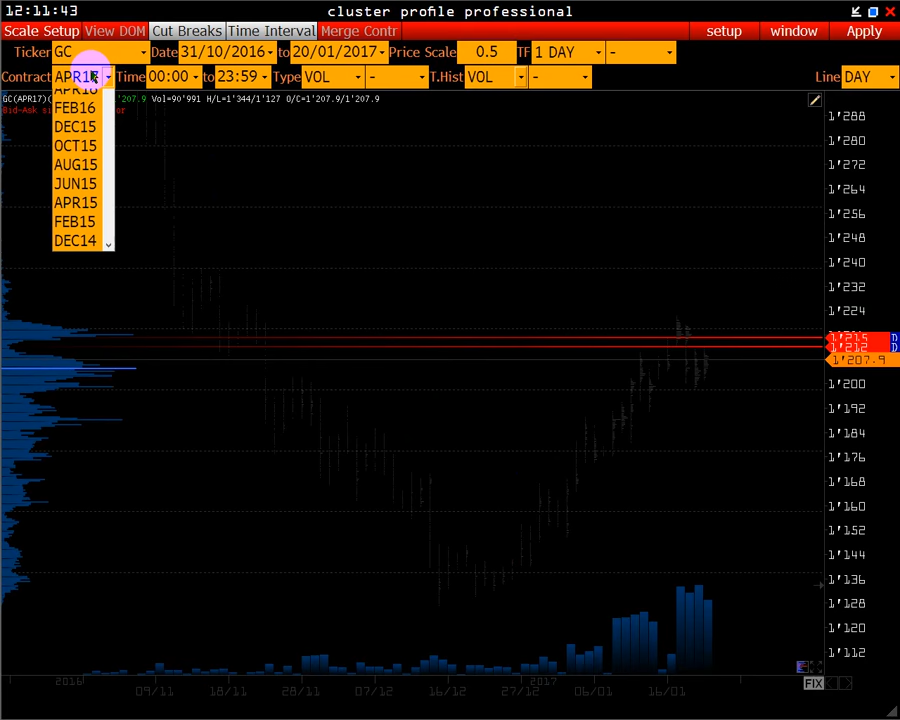 12:11:43
cluster profile professional
Scale Setup View DOM Cut Breaks Time Interval Merge Contr setup window Apply
Ticker GC Date 31/10/2016 to 20/01/2017 Price Scale 0.5 TF 1 DAY -
Contract APR17 Time 00:00 to 23:59 Type VOL - T.Hist VOL - Line DAY
GC(APR17)( '207.9 Vol=90'991 H/L=1'344/1'127 O/C=1'207.9/1'207.9
APR16
Bid-Ask
FEB16
DEC15
OCT15
AUG15
JUN15
APR15
FEB15
DEC14
1'288
1'280
1'272
1'264
1'256
1'248
1'240
1'232
1'224
1'215 D
1'212 D
1'207.9
1'200
1'192
1'184
1'176
1'168
1'160
1'152
1'144
1'136
1'128
1'120
1'112
2016 2017
09/11 18/11 28/11 07/12 16/12 27/12 06/01 16/01
FIX